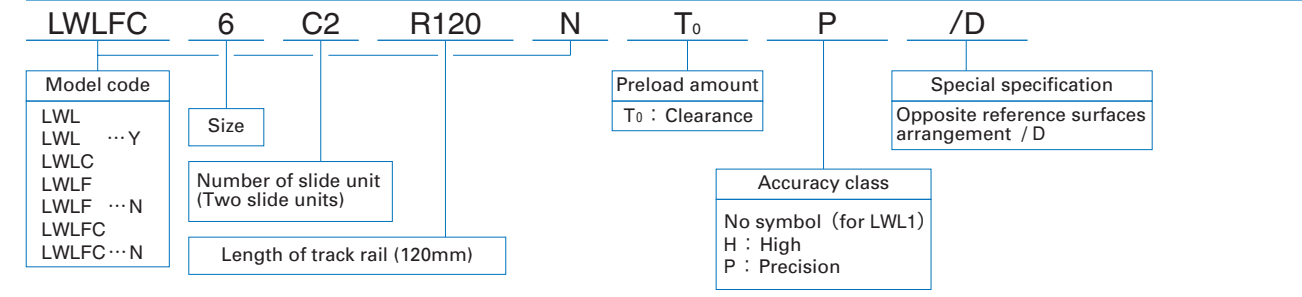 LWLFC 6 C2 R120 N T₀ P /D
Model code
LWL
LWL …Y
LWLC
LWLF
LWLF …N
LWLFC
LWLFC…N
Size
Number of slide unit
(Two slide units)
Length of track rail (120mm)
Preload amount
T₀ : Clearance
Accuracy class
No symbol (for LWL1)
H : High
P : Precision
Special specification
Opposite reference surfaces
arrangement / D